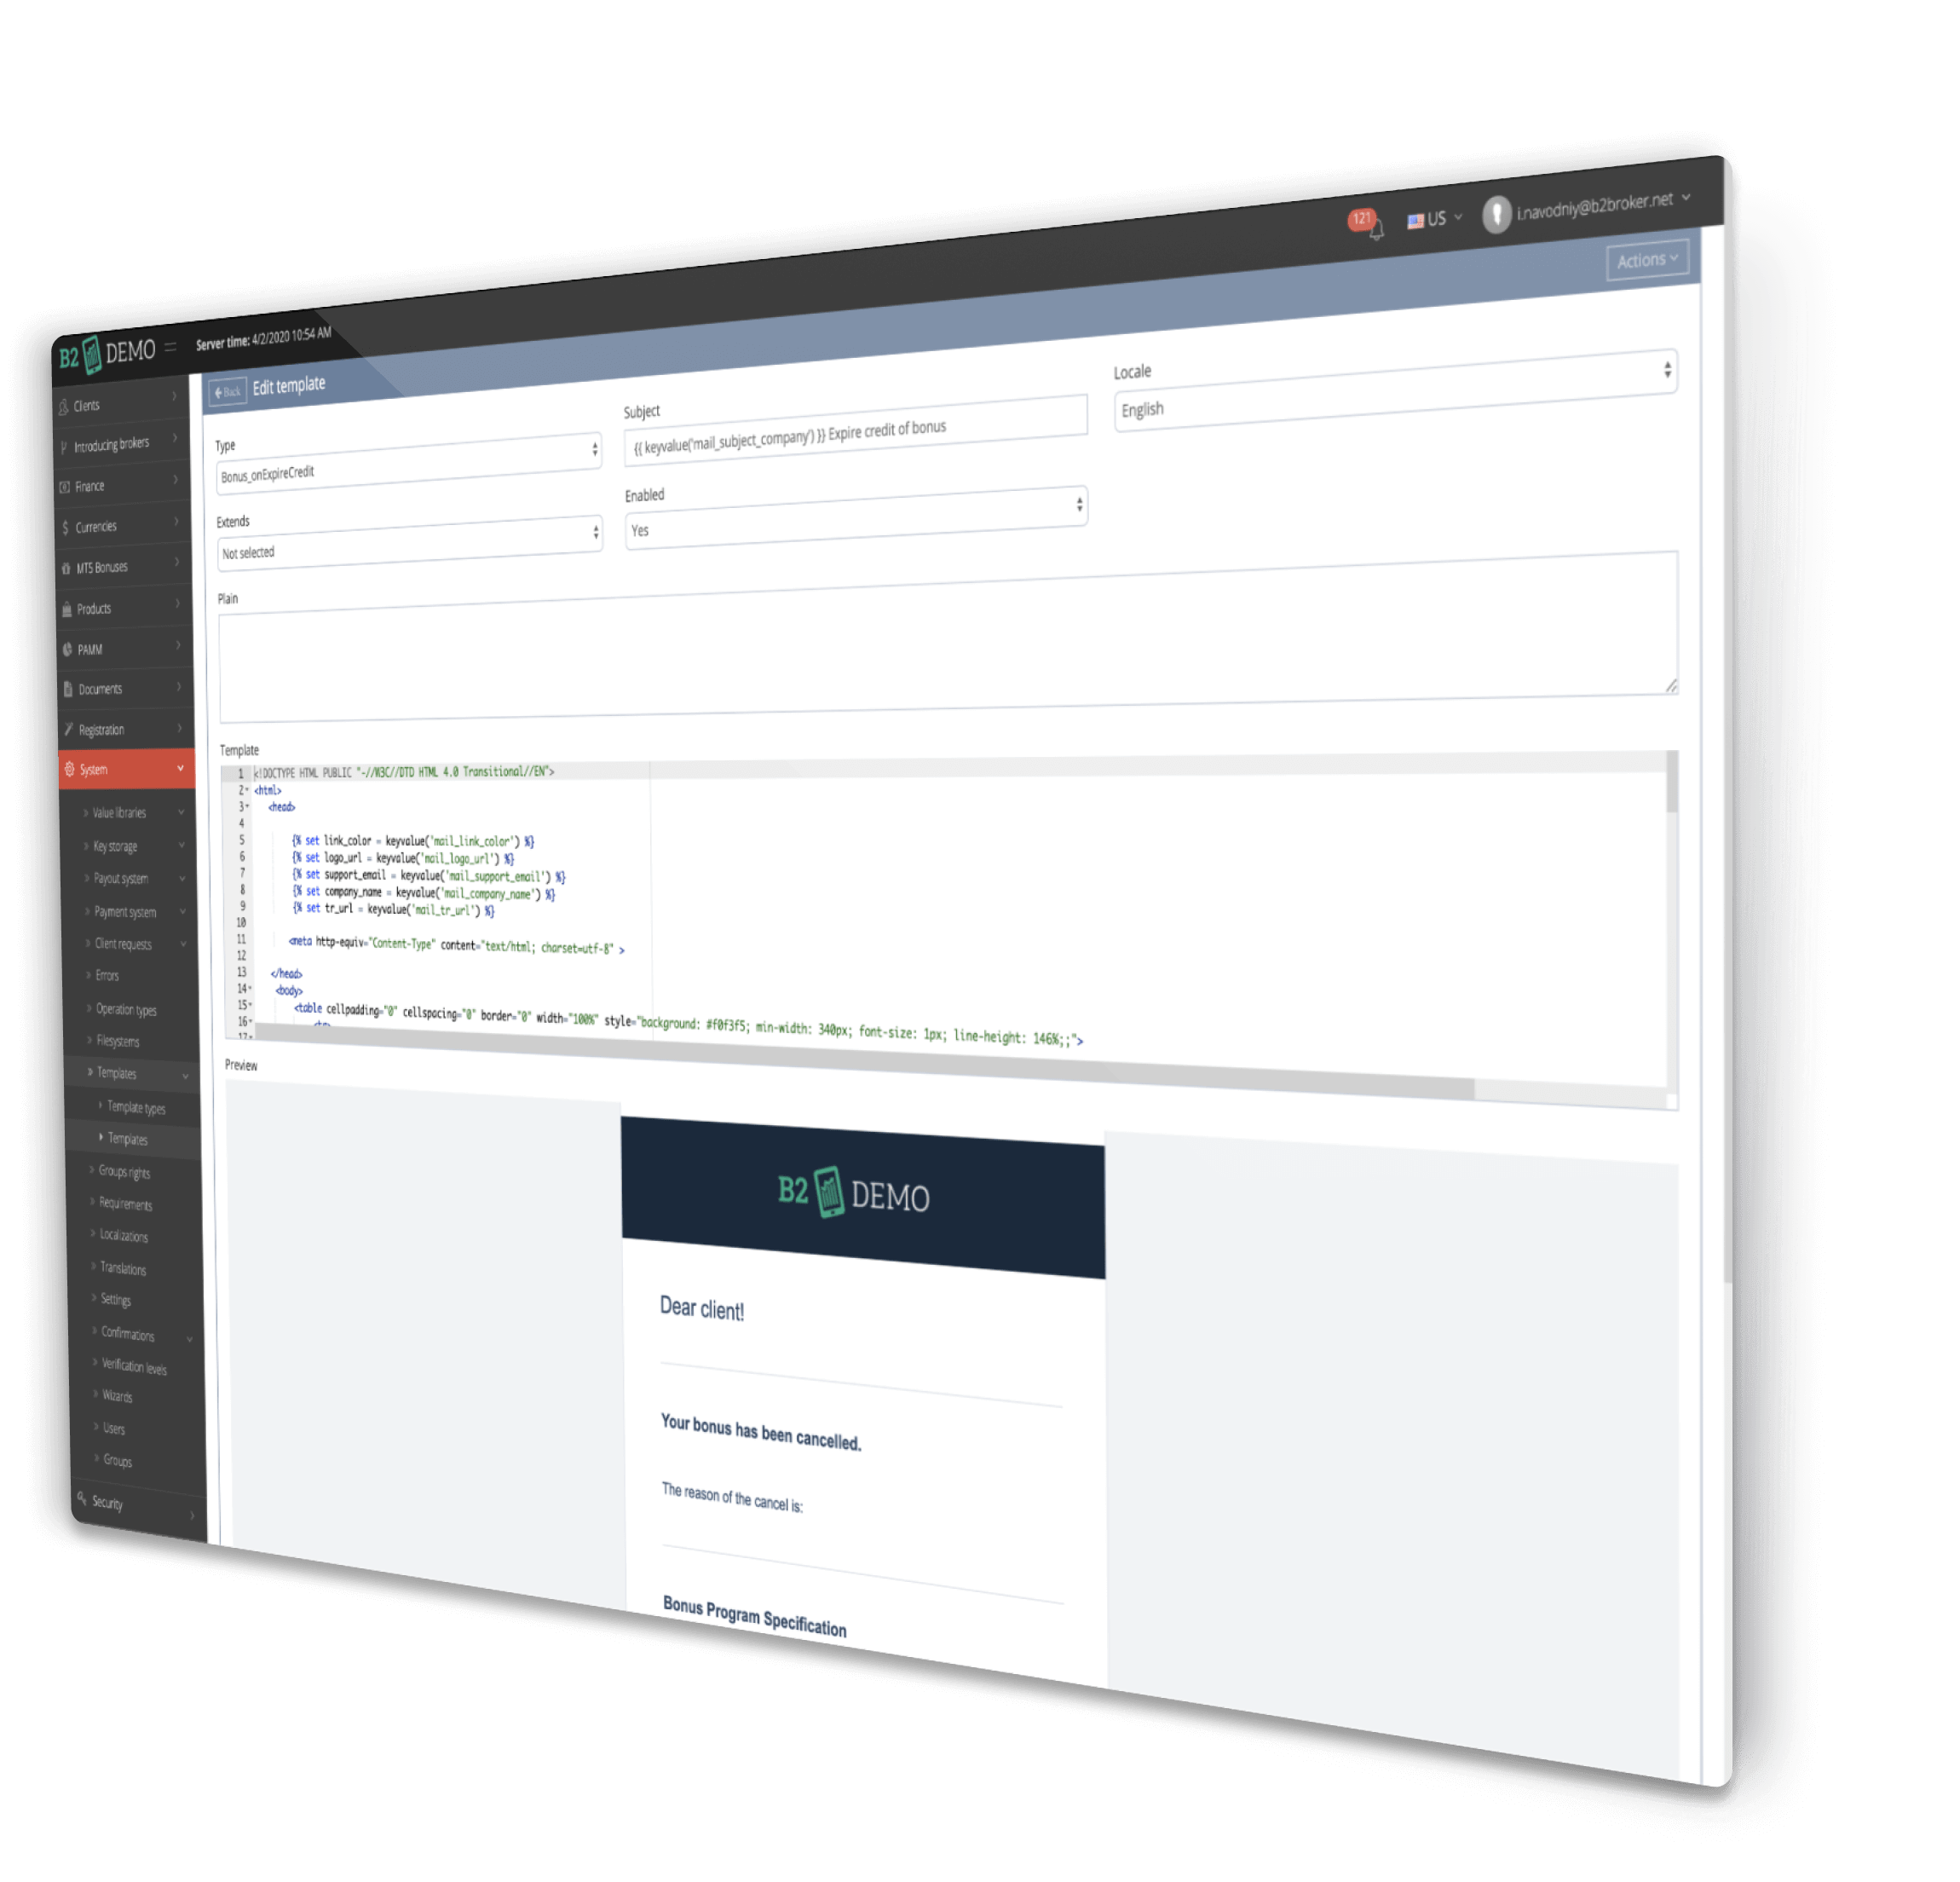 B2 DEMO
Server time: 4/2/2020 10:54 AM
121
US
i.navodniy@b2broker.net
Clients
Introducing brokers
Finance
Currencies
MT5 Bonuses
Products
PAMM
Documents
Registration
System
Value libraries
Key storage
Payout system
Payment system
Client requests
Errors
Operation types
Filesystems
Templates
Template types
Templates
Groups rights
Requirements
Localizations
Translations
Settings
Confirmations
Verification levels
Wizards
Users
Groups
Security
Back
Edit template
Actions
Type
Bonus_onExpireCredit
Subject
{{ keyvalue('mail_subject_company') }} Expire credit of bonus
Locale
English
Extends
Not selected
Enabled
Yes
Plain
Template
1 <!DOCTYPE HTML PUBLIC "-//W3C//DTD HTML 4.0 Transitional//EN">
2 <html>
3 <head>
4
5 {% set link_color = keyvalue('mail_link_color') %}
6 {% set logo_url = keyvalue('mail_logo_url') %}
7 {% set support_email = keyvalue('mail_support_email') %}
8 {% set company_name = keyvalue('mail_company_name') %}
9 {% set tr_url = keyvalue('mail_tr_url') %}
10
11 <meta http-equiv="Content-Type" content="text/html; charset=utf-8" >
12
13 </head>
14 <body>
15 <table cellpadding="0" cellspacing="0" border="0" width="100%" style="background: #f0f3f5; min-width: 340px; font-size: 1px; line-height: 146%;;">
16 <tr>
17
Preview
B2 DEMO
Dear client!
Your bonus has been cancelled.
The reason of the cancel is:
Bonus Program Specification